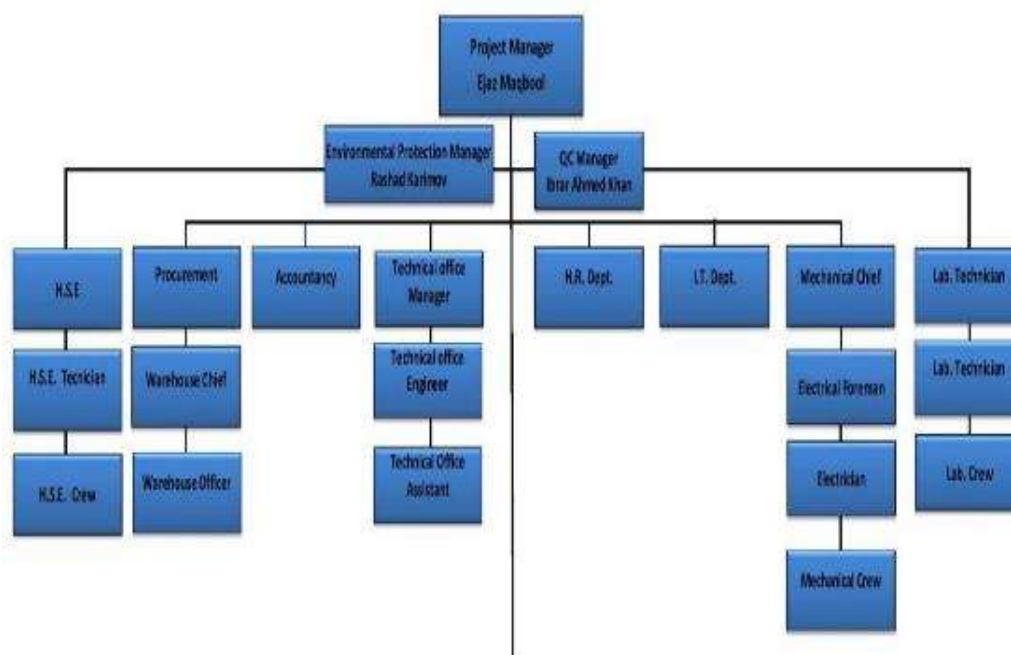 Project Manager
Ejaz Maqbool
Environmental Protection Manager
Rashad Karimov
QC Manager
Ibrar Ahmed Khan
H.S.E
Procurement
Accountancy
Technical office
Manager
H.R. Dept.
I.T. Dept.
Mechanical Chief
Lab. Technician
H.S.E. Tecnician
Warehouse Chief
Technical office
Engineer
Electrical Foreman
Lab. Technician
H.S.E. Crew
Warehouse Officer
Technical Office
Assistant
Electrician
Lab. Crew
Mechanical Crew